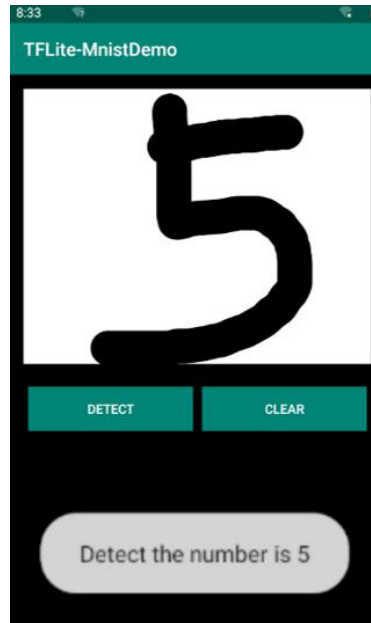 8:33
TFLite-MnistDemo
5
DETECT CLEAR
Detect the number is 5